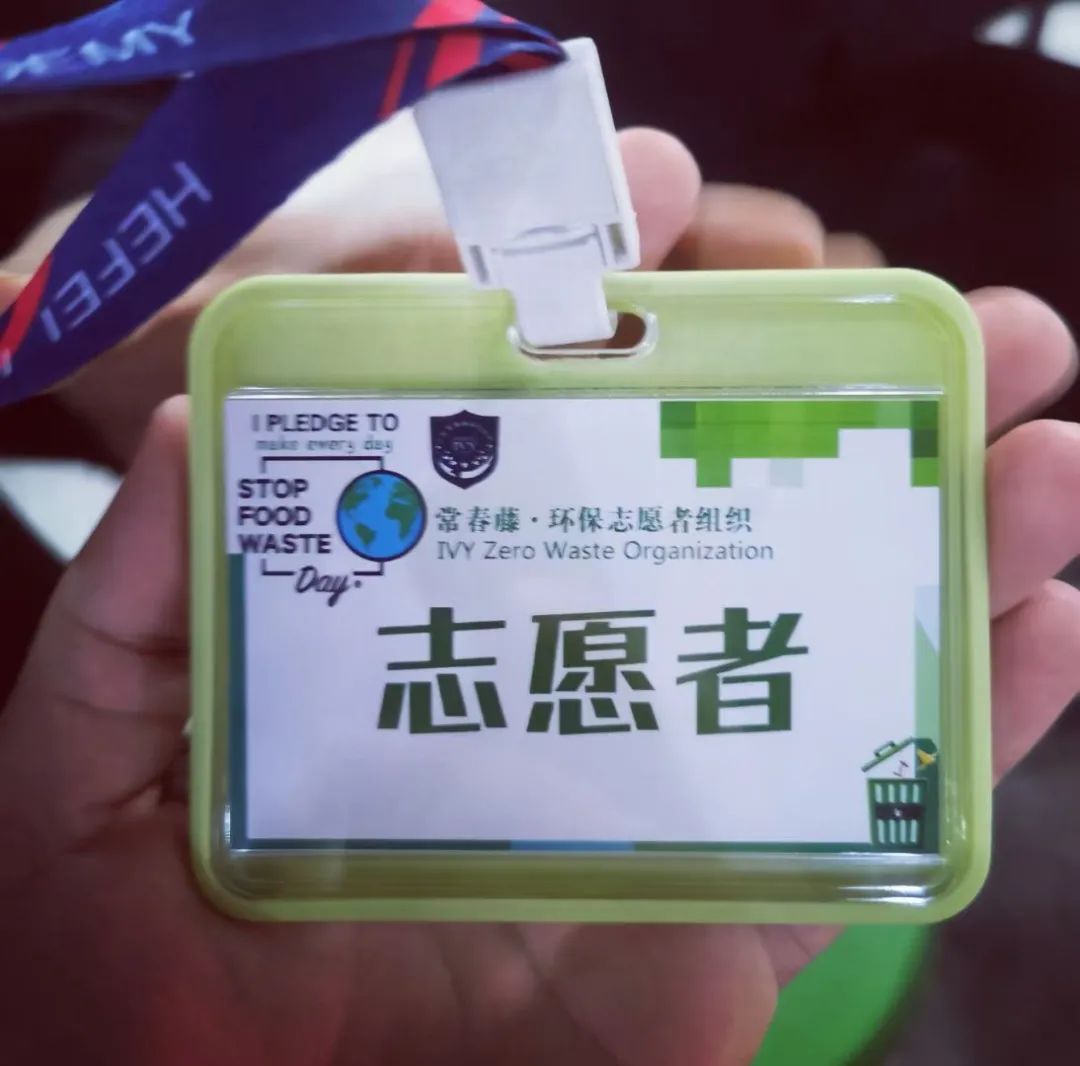 HEFEI
I PLEDGE TO
make every day
STOP
FOOD
WASTE
Day.
IVY
常春藤·环保志愿者组织
IVY Zero Waste Organization
志愿者